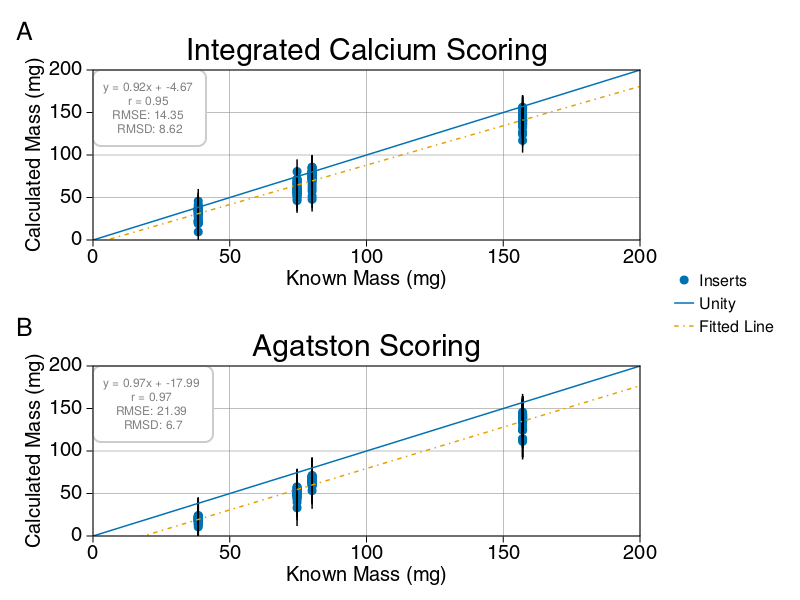 A
Integrated Calcium Scoring
Calculated Mass (mg)
200
150
100
50
0
y = 0.92x + -4.67
r = 0.95
RMSE: 14.35
RMSD: 8.62
0 50 100 150 200
Known Mass (mg)
Inserts
Unity
Fitted Line
B
Agatston Scoring
Calculated Mass (mg)
200
150
100
50
0
y = 0.97x + -17.99
r = 0.97
RMSE: 21.39
RMSD: 6.7
0 50 100 150 200
Known Mass (mg)